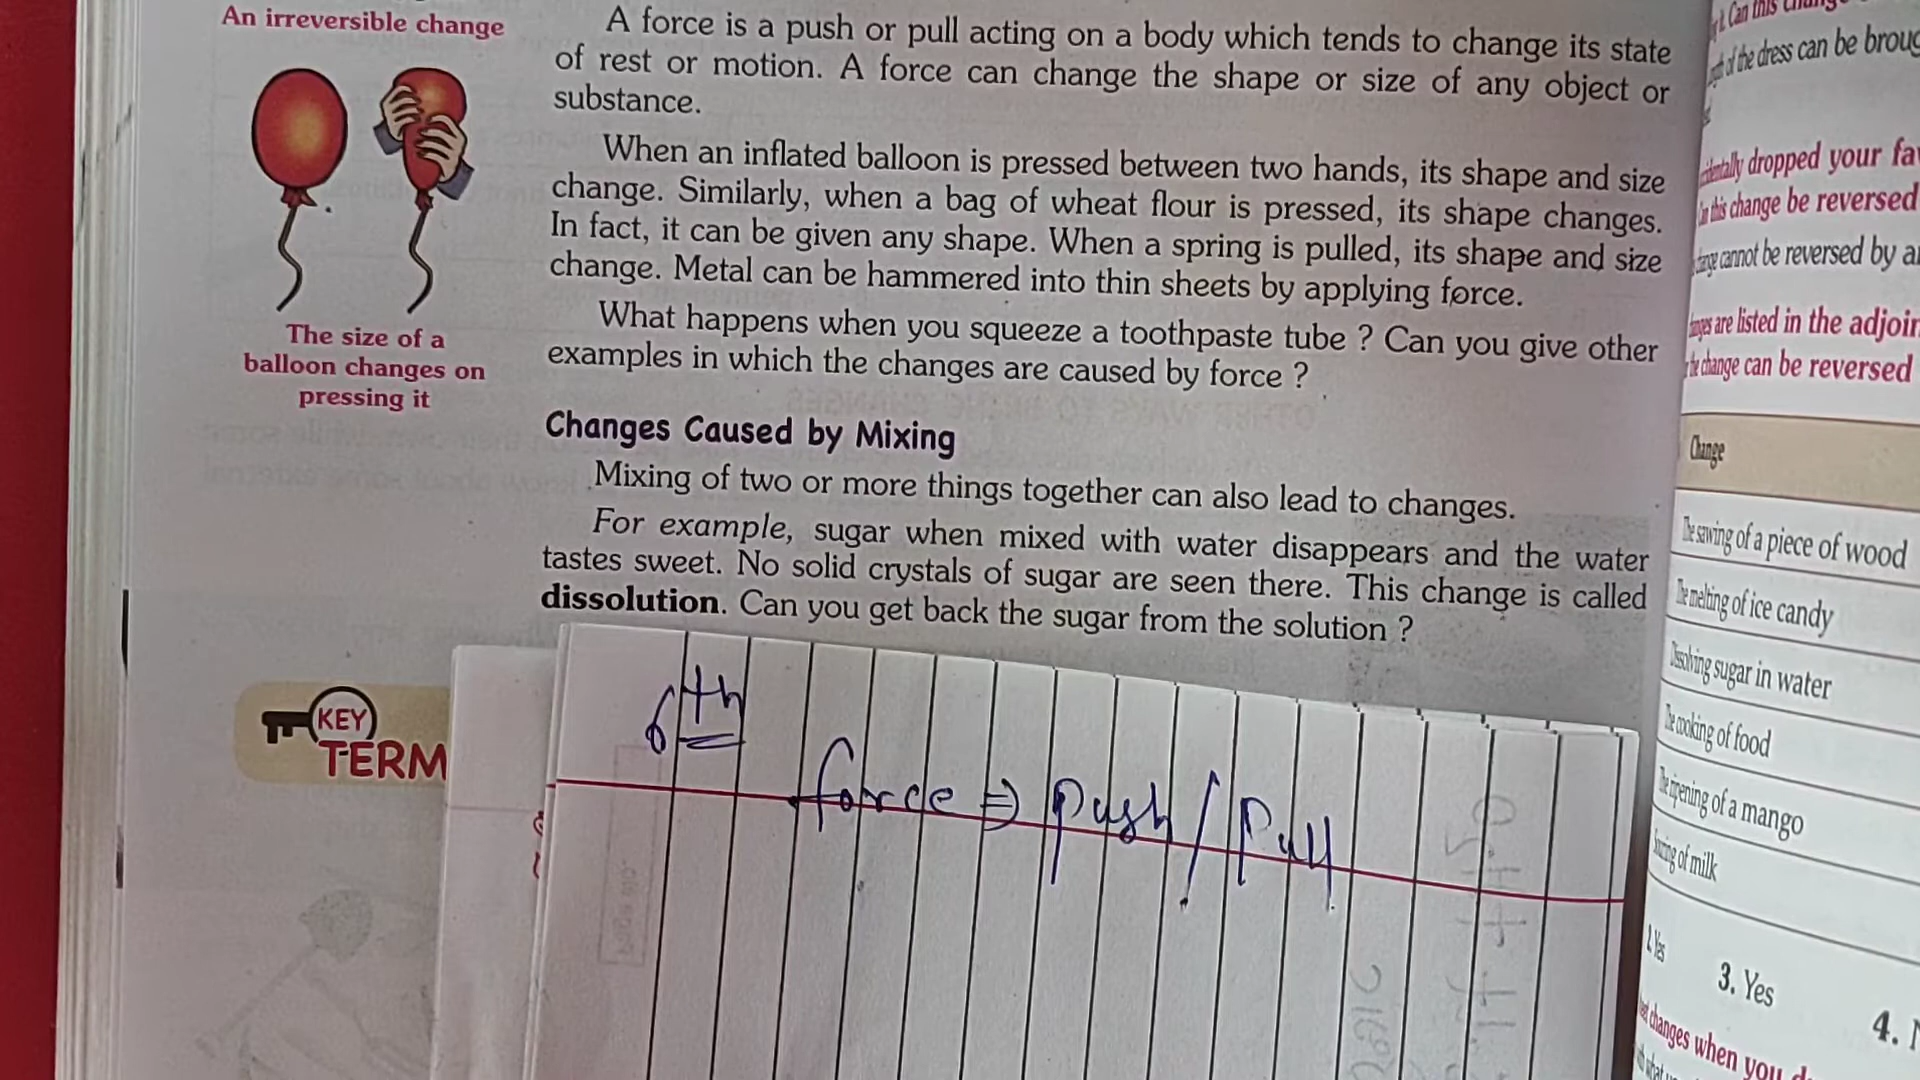 An irreversible change
The size of a
balloon changes on
pressing it
A force is a push or pull acting on a body which tends to change its state
of rest or motion. A force can change the shape or size of any object or
substance.
When an inflated balloon is pressed between two hands, its shape and size
change. Similarly, when a bag of wheat flour is pressed, its shape changes.
In fact, it can be given any shape. When a spring is pulled, its shape and size
change. Metal can be hammered into thin sheets by applying force.
What happens when you squeeze a toothpaste tube ? Can you give other
examples in which the changes are caused by force ?
Changes Caused by Mixing
Mixing of two or more things together can also lead to changes.
For example, sugar when mixed with water disappears and the water
tastes sweet. No solid crystals of sugar are seen there. This change is called
dissolution. Can you get back the sugar from the solution ?
KEY
TERM
6th
force ⇒ Push / Pull
Can this
of the dress can be
dropped your
this change be reversed
cannot be reversed by
are listed in the
change can be reversed
Change
The sawing of a piece of wood
The melting of ice candy
Dissolving sugar in water
The cooking of food
The ripening of a mango
Souring of milk
2. Yes
3. Yes
4.
changes when you